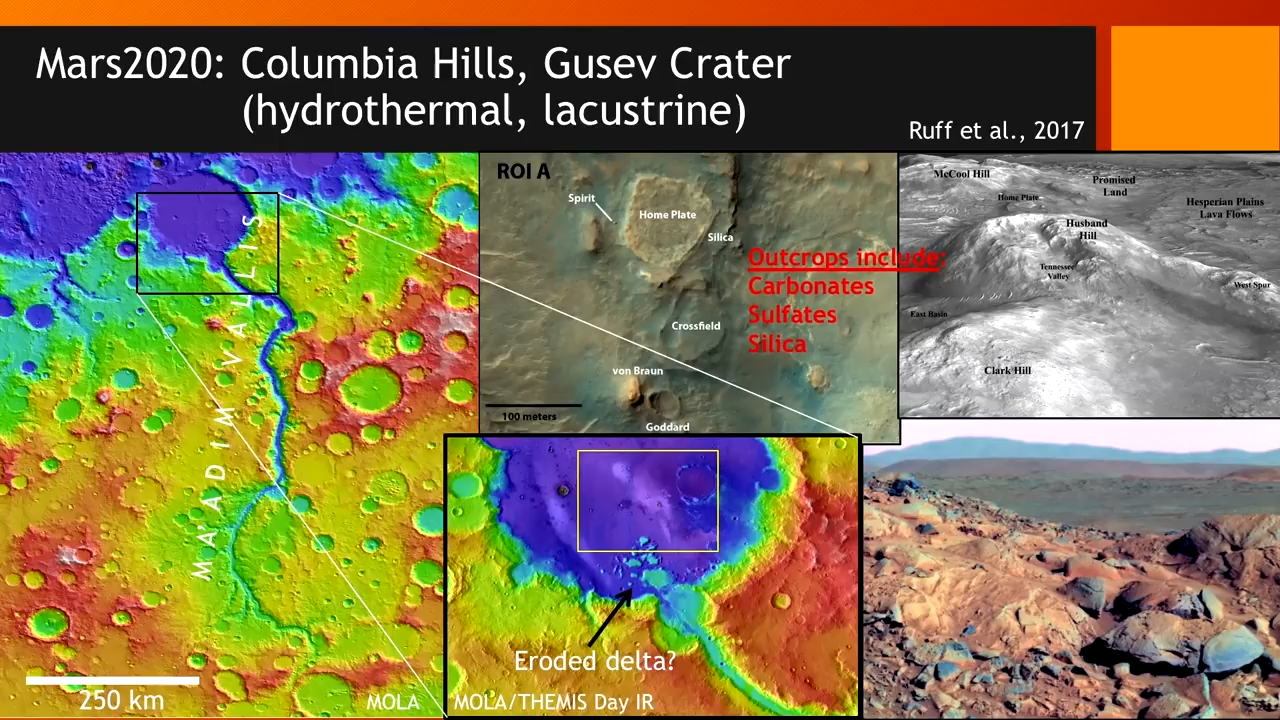 Mars2020: Columbia Hills, Gusev Crater
(hydrothermal, lacustrine)
Ruff et al., 2017
MA'ADIM VALLIS
250 km
MOLA
ROI A
Spirit
Home Plate
Silica
Outcrops include:
Carbonates
Sulfates
Silica
Crossfield
von Braun
100 meters
Goddard
McCool Hill
Promised
Land
Home Plate
Hesperian Plains
Lava Flows
Husband
Hill
Tennessee
Valley
West Spur
East Basin
Clark Hill
Eroded delta?
MOLA/THEMIS Day IR